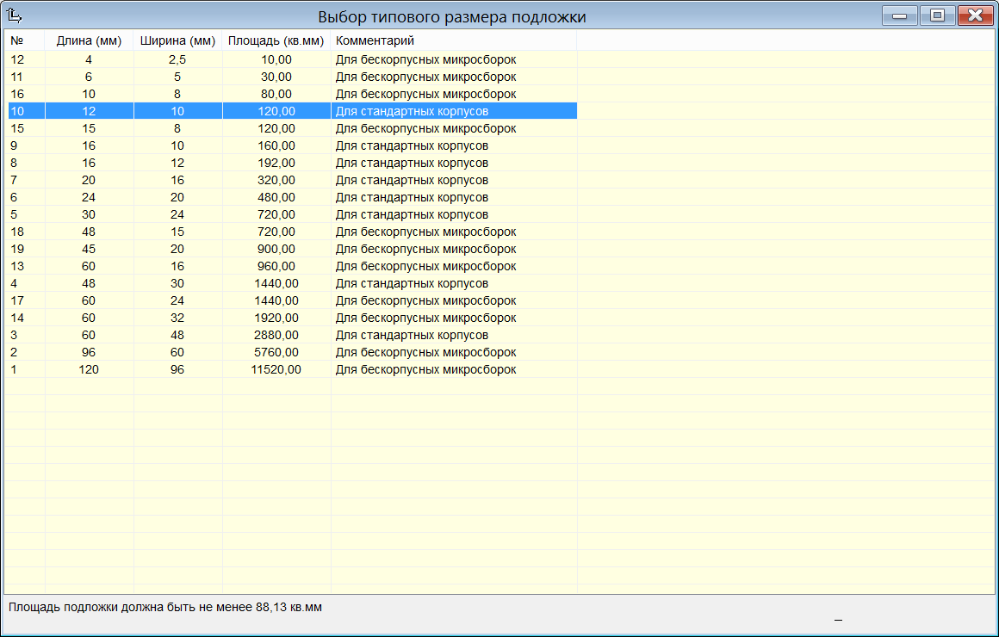 Выбор типового размера подложки
№ Длина (мм) Ширина (мм) Площадь (кв.мм) Комментарий
12 4 2,5 10,00 Для бескорпусных микросборок
11 6 5 30,00 Для бескорпусных микросборок
16 10 8 80,00 Для бескорпусных микросборок
10 12 10 120,00 Для стандартных корпусов
15 15 8 120,00 Для бескорпусных микросборок
9 16 10 160,00 Для стандартных корпусов
8 16 12 192,00 Для стандартных корпусов
7 20 16 320,00 Для стандартных корпусов
6 24 20 480,00 Для стандартных корпусов
5 30 24 720,00 Для стандартных корпусов
18 48 15 720,00 Для бескорпусных микросборок
19 45 20 900,00 Для бескорпусных микросборок
13 60 16 960,00 Для бескорпусных микросборок
4 48 30 1440,00 Для стандартных корпусов
17 60 24 1440,00 Для бескорпусных микросборок
14 60 32 1920,00 Для бескорпусных микросборок
3 60 48 2880,00 Для стандартных корпусов
2 96 60 5760,00 Для бескорпусных микросборок
1 120 96 11520,00 Для бескорпусных микросборок
Площадь подложки должна быть не менее 88,13 кв.мм